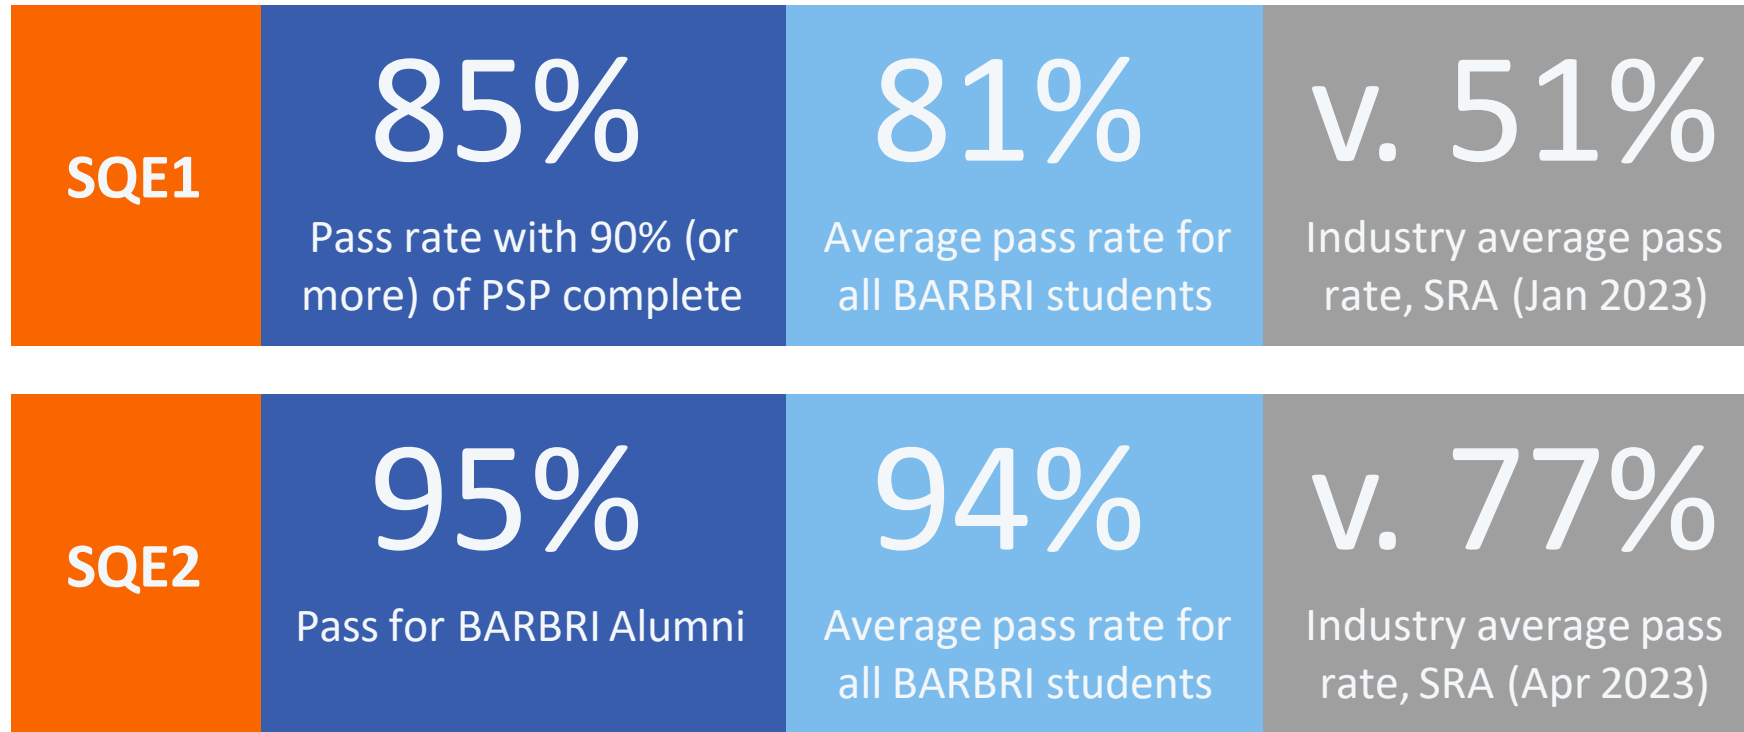 SQE1
85%
Pass rate with 90% (or
more) of PSP complete
81%
Average pass rate for
all BARBRI students
v. 51%
Industry average pass
rate, SRA (Jan 2023)
SQE2
95%
Pass for BARBRI Alumni
94%
Average pass rate for
all BARBRI students
v. 77%
Industry average pass
rate, SRA (Apr 2023)